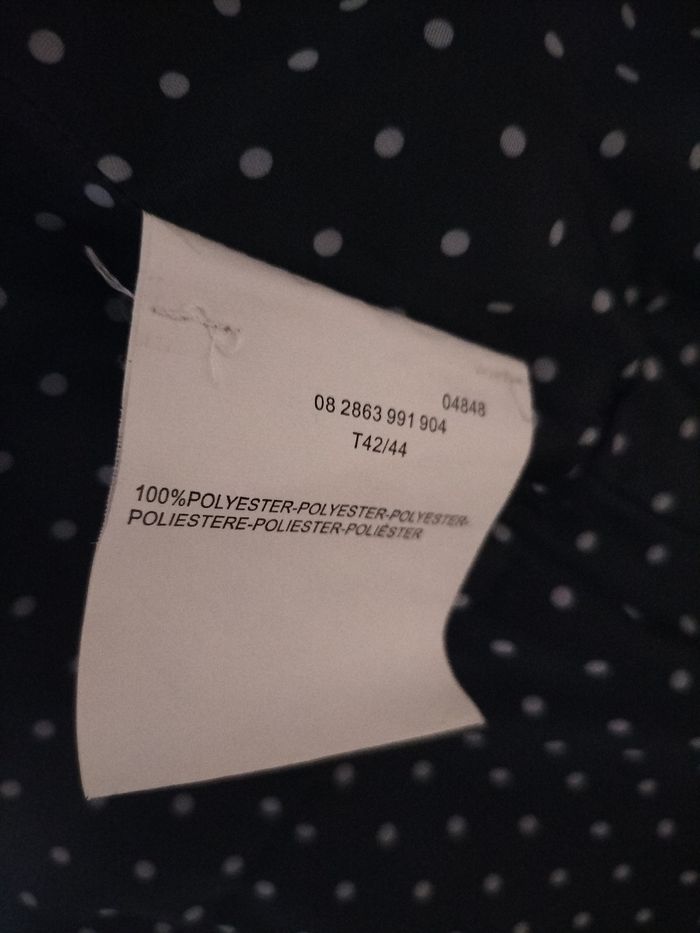 04848
08 2863 991 904
T42/44
100%POLYESTER-POLYESTER-POLYESTER-
POLIESTERE-POLIESTER-POLIÉSTER